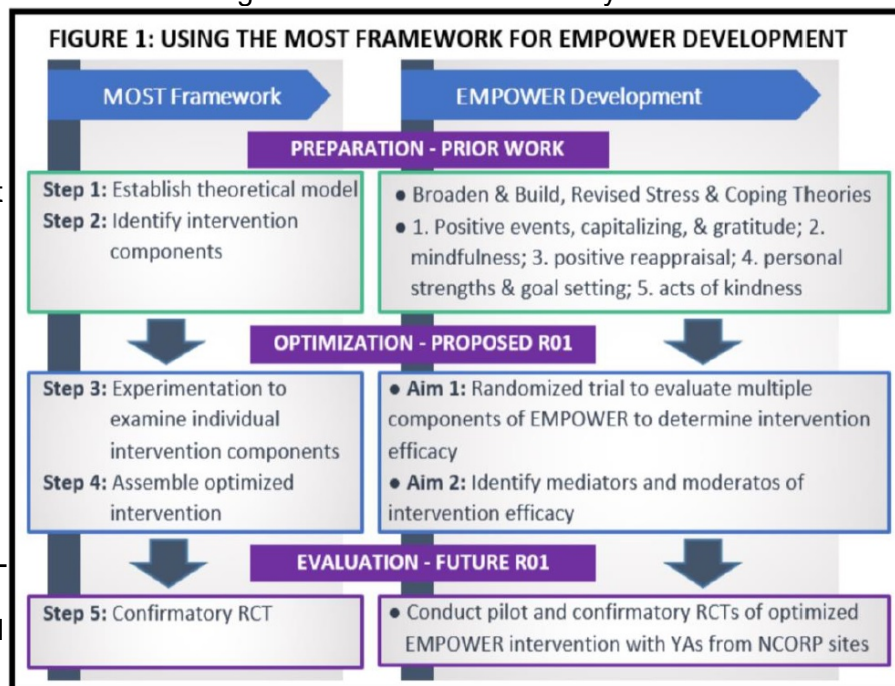 FIGURE 1: USING THE MOST FRAMEWORK FOR EMPOWER DEVELOPMENT
MOST Framework
EMPOWER Development
PREPARATION - PRIOR WORK
Step 1: Establish theoretical model
Step 2: Identify intervention
components
● Broaden & Build, Revised Stress & Coping Theories
● 1. Positive events, capitalizing, & gratitude; 2.
mindfulness; 3. positive reappraisal; 4. personal
strengths & goal setting; 5. acts of kindness
OPTIMIZATION - PROPOSED R01
Step 3: Experimentation to
examine individual
intervention components
Step 4: Assemble optimized
intervention
● Aim 1: Randomized trial to evaluate multiple
components of EMPOWER to determine intervention
efficacy
● Aim 2: Identify mediators and moderatos of
intervention efficacy
EVALUATION - FUTURE R01
Step 5: Confirmatory RCT
● Conduct pilot and confirmatory RCTs of optimized
EMPOWER intervention with YAs from NCORP sites